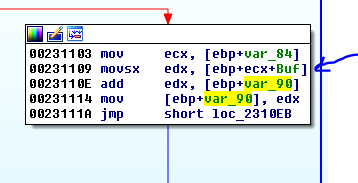 00231103 mov ecx, [ebp+var_84]
00231109 movsx edx, [ebp+ecx+Buf]
0023110E add edx, [ebp+var_90]
00231114 mov [ebp+var_90], edx
0023111A jmp short loc_2310EB